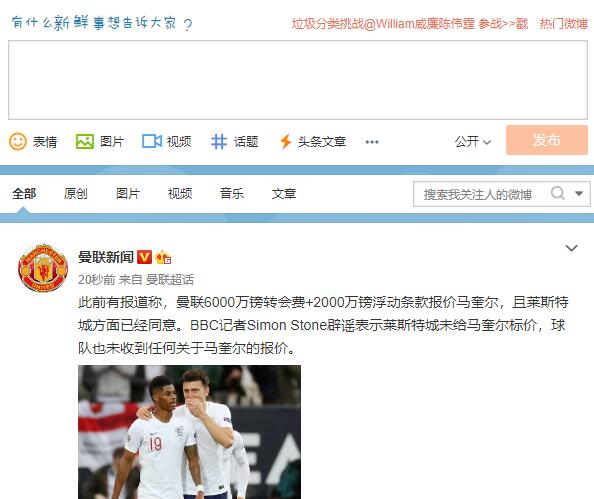 有什么新鲜事想告诉大家？
垃圾分类挑战@William威廉陈伟霆 参战>>戳 热门微博
表情 图片 视频 话题 头条文章 ••• 公开 发布
全部 原创 图片 视频 音乐 文章 搜索我关注人的微博
曼联新闻 V
20秒前 来自 曼联超话
此前有报道称，曼联6000万镑转会费+2000万镑浮动条款报价马奎尔，且莱斯特
城方面已经同意。BBC记者Simon Stone辟谣表示莱斯特城未给马奎尔标价，球
队也未收到任何关于马奎尔的报价。
19